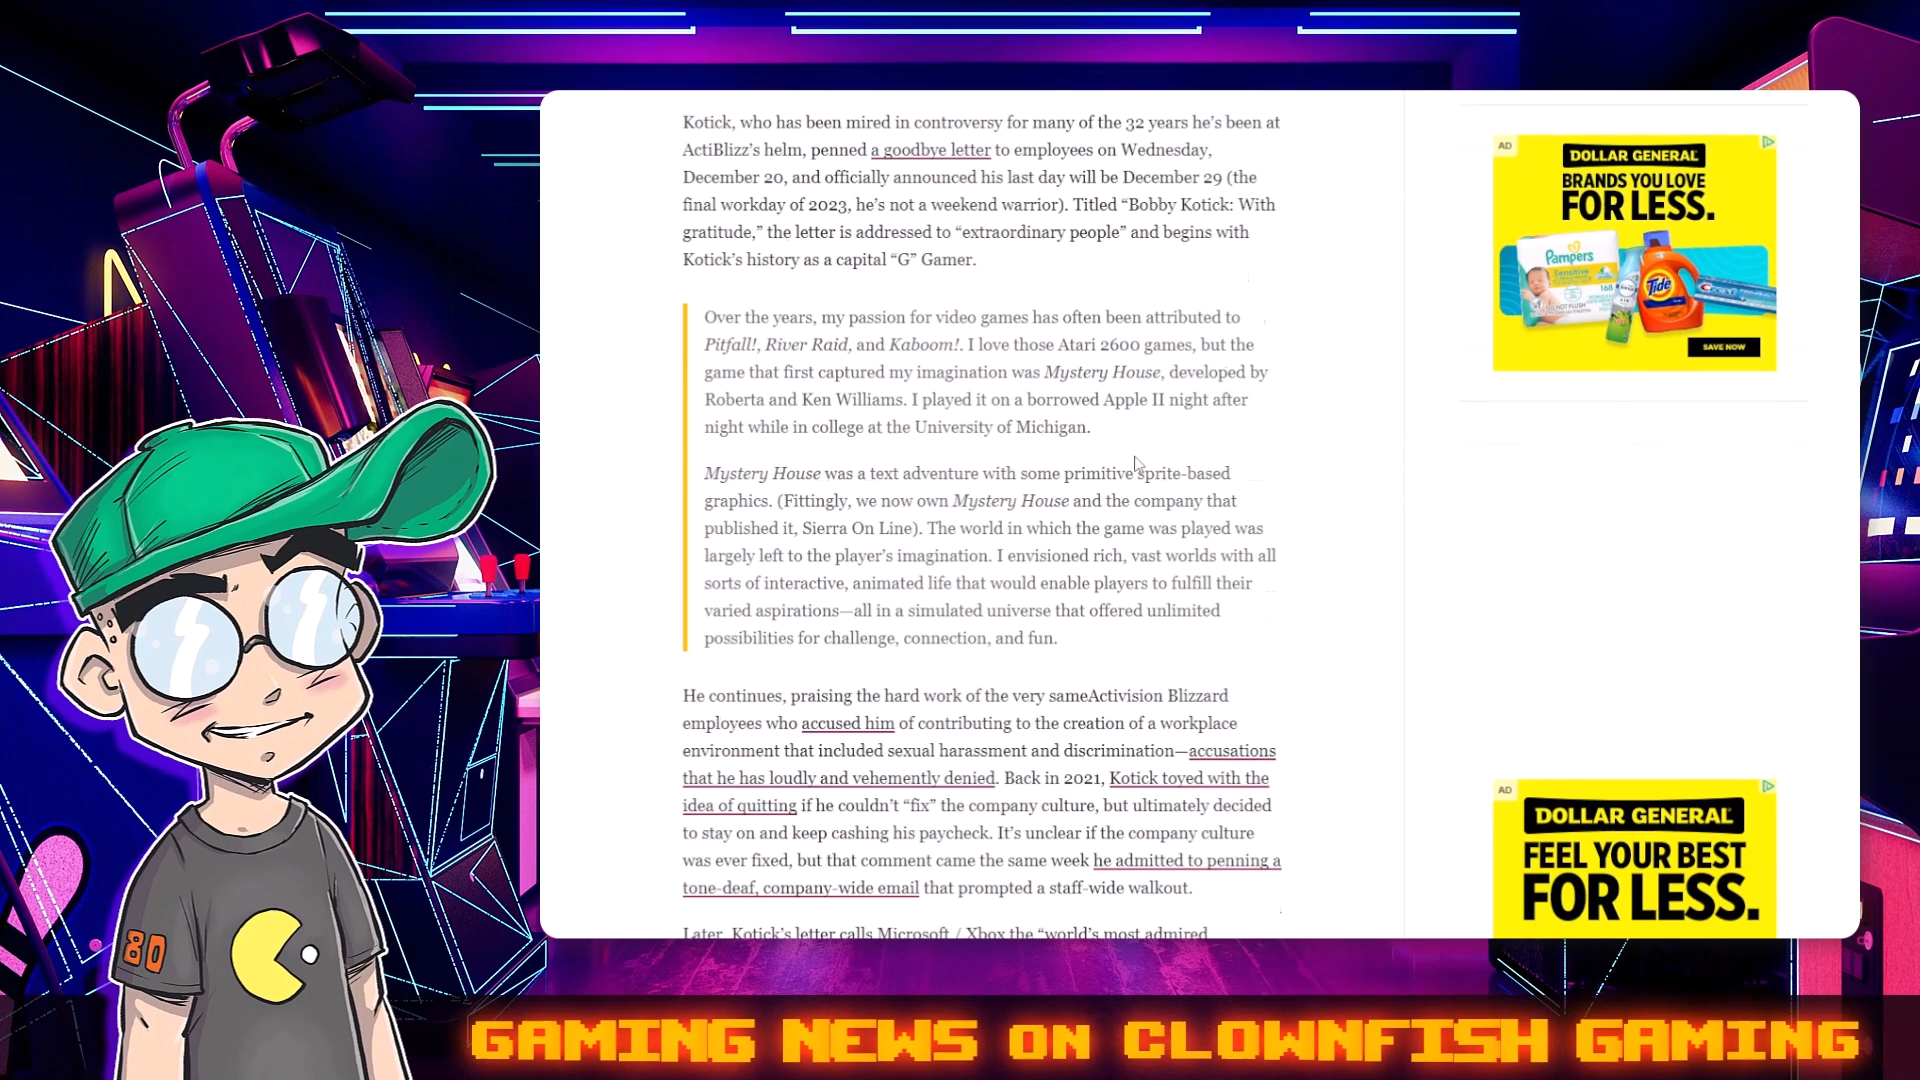 Kotick, who has been mired in controversy for many of the 32 years he's been at
ActiBlizz's helm, penned a goodbye letter to employees on Wednesday,
December 20, and officially announced his last day will be December 29 (the
final workday of 2023, he's not a weekend warrior). Titled “Bobby Kotick: With
gratitude,” the letter is addressed to “extraordinary people” and begins with
Kotick's history as a capital “G” Gamer.
Over the years, my passion for video games has often been attributed to
Pitfall!, River Raid, and Kaboom!. I love those Atari 2600 games, but the
game that first captured my imagination was Mystery House, developed by
Roberta and Ken Williams. I played it on a borrowed Apple II night after
night while in college at the University of Michigan.
Mystery House was a text adventure with some primitive sprite-based
graphics. (Fittingly, we now own Mystery House and the company that
published it, Sierra On Line). The world in which the game was played was
largely left to the player's imagination. I envisioned rich, vast worlds with all
sorts of interactive, animated life that would enable players to fulfill their
varied aspirations—all in a simulated universe that offered unlimited
possibilities for challenge, connection, and fun.
He continues, praising the hard work of the very sameActivision Blizzard
employees who accused him of contributing to the creation of a workplace
environment that included sexual harassment and discrimination—accusations
that he has loudly and vehemently denied. Back in 2021, Kotick toyed with the
idea of quitting if he couldn't “fix” the company culture, but ultimately decided
to stay on and keep cashing his paycheck. It's unclear if the company culture
was ever fixed, but that comment came the same week he admitted to penning a
tone-deaf, company-wide email that prompted a staff-wide walkout.
Later, Kotick's letter calls Microsoft / Xbox the “world's most admired
AD
DOLLAR GENERAL
BRANDS YOU LOVE
FOR LESS.
Pampers
Sensitive
168
Tide
Crest
SAVE NOW
AD
DOLLAR GENERAL
FEEL YOUR BEST
FOR LESS.
80
GAMING NEWS ON CLOWNFISH GAMING